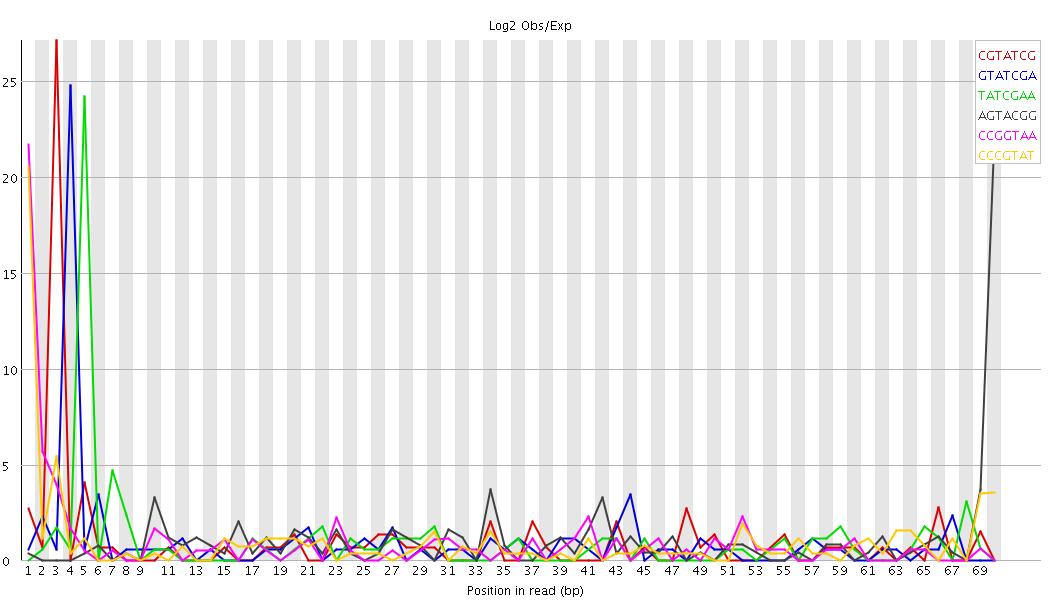 Log2 Obs/Exp
CGTATCG
GTATCGA
TATCGAA
AGTACGG
CCGGTAA
CCCGTAT
25
20
15
10
5
0
1 2 3 4 5 6 7 8 9 11 13 15 17 19 21 23 25 27 29 31 33 35 37 39 41 43 45 47 49 51 53 55 57 59 61 63 65 67 69
Position in read (bp)